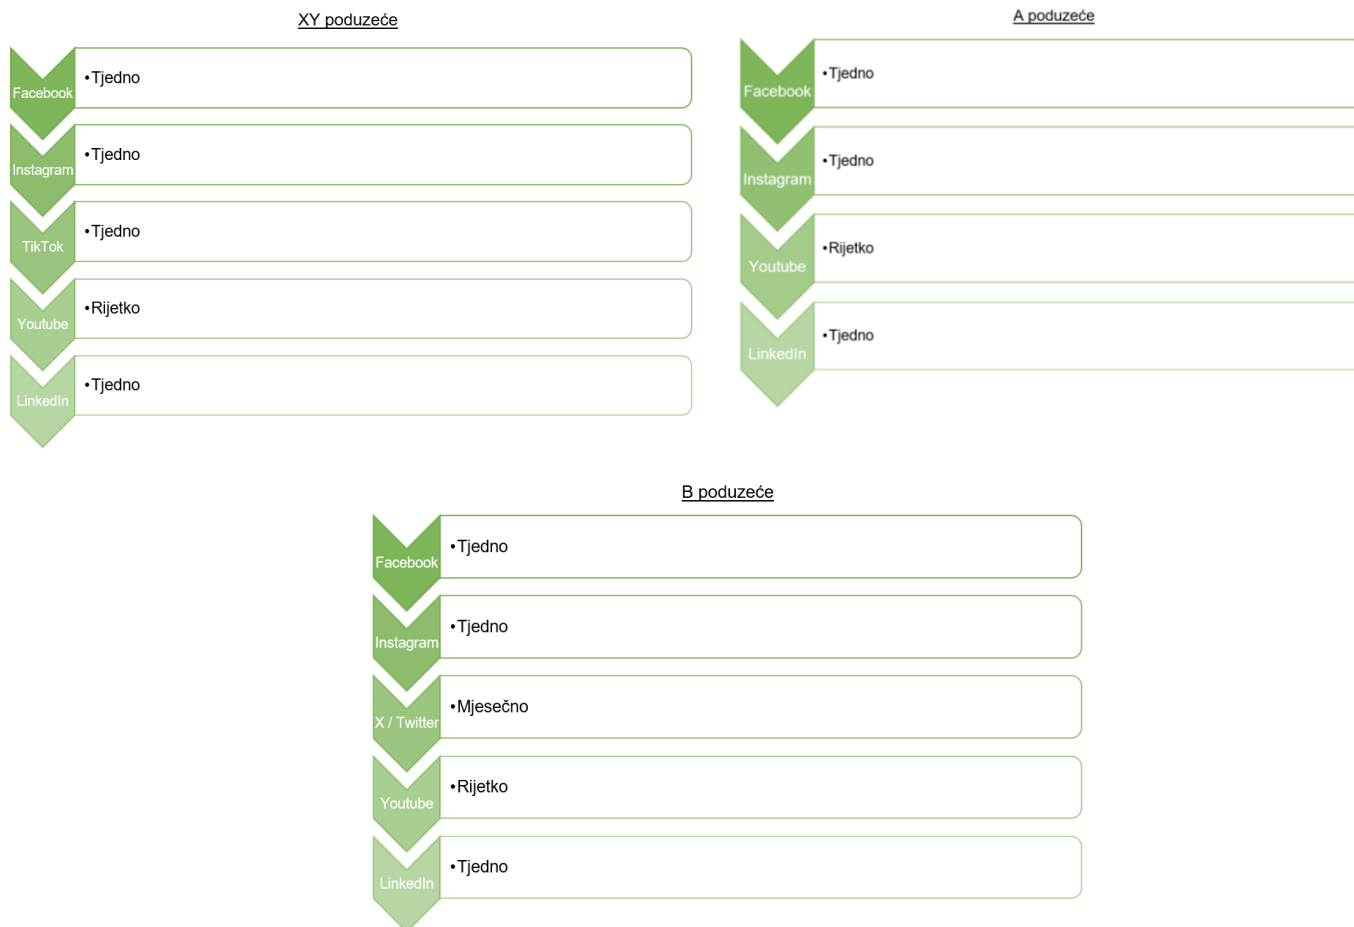 XY poduzeće
Facebook
•Tjedno
Instagram
•Tjedno
TikTok
•Tjedno
Youtube
•Rijetko
LinkedIn
•Tjedno
A poduzeće
Facebook
•Tjedno
Instagram
•Tjedno
Youtube
•Rijetko
LinkedIn
•Tjedno
B poduzeće
Facebook
•Tjedno
Instagram
•Tjedno
X / Twitter
•Mjesečno
Youtube
•Rijetko
LinkedIn
•Tjedno